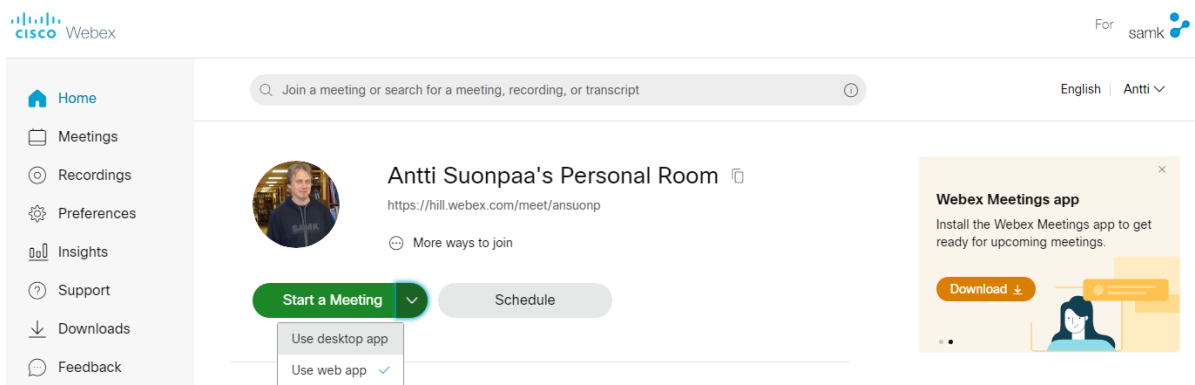 CISCO Webex
For samk
Home
Meetings
Recordings
Preferences
Insights
Support
Downloads
Feedback
Join a meeting or search for a meeting, recording, or transcript
English
Antti
Antti Suonpaa's Personal Room
https://hill.webex.com/meet/ansuonp
More ways to join
Start a Meeting
Schedule
Use desktop app
Use web app
Webex Meetings app
Install the Webex Meetings app to get
ready for upcoming meetings.
Download
SAMK